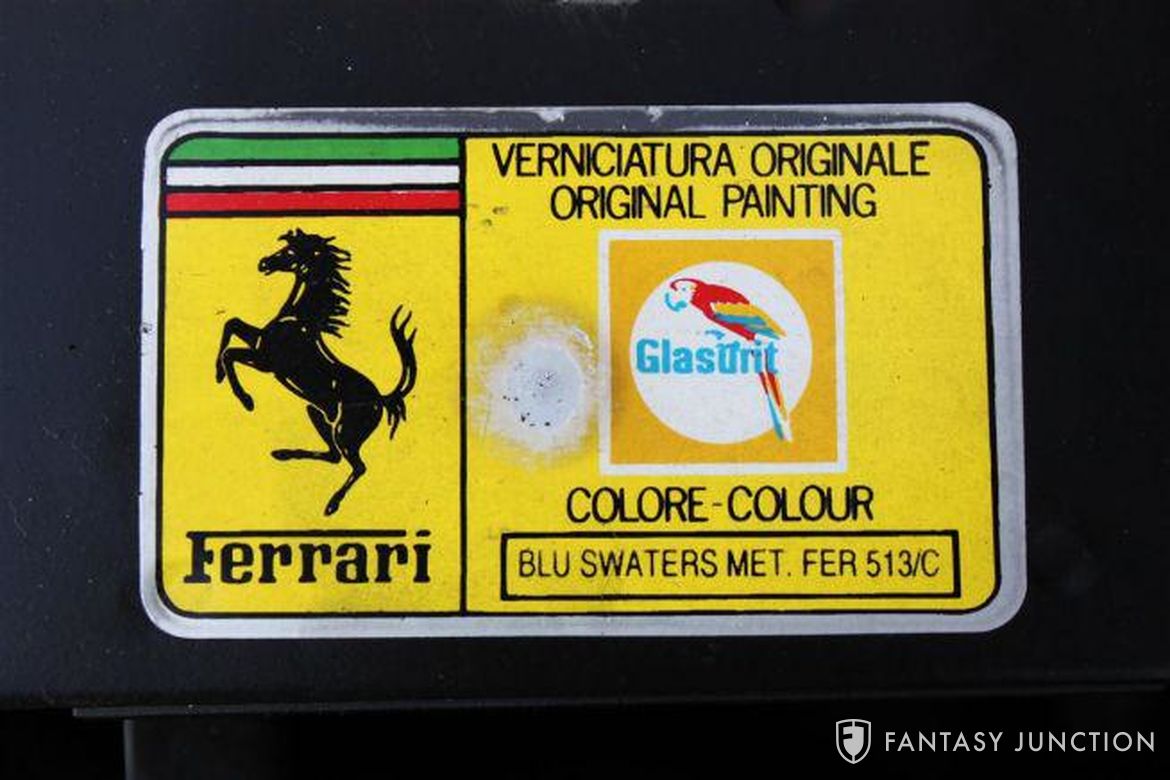 VERNICIATURA ORIGINALE
ORIGINAL PAINTING
Glasurit
COLORE-COLOUR
BLU SWATERS MET. FER 513/C
Ferrari
FANTASY JUNCTION